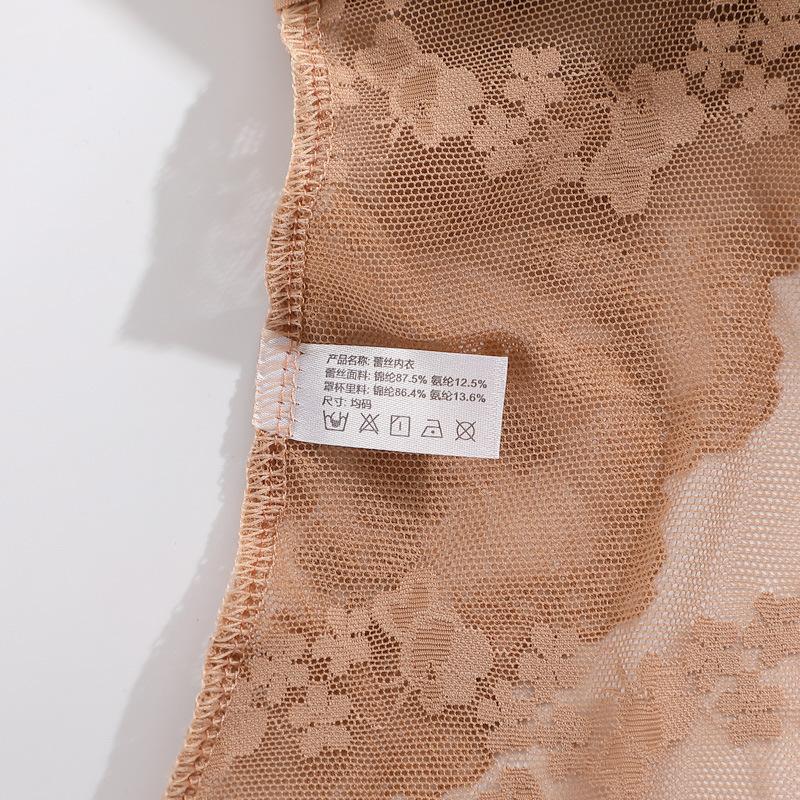 产品名称: 蕾丝内衣
蕾丝面料: 锦纶87.5% 氨纶12.5%
罩杯里料: 锦纶86.4% 氨纶13.6%
尺寸: 均码